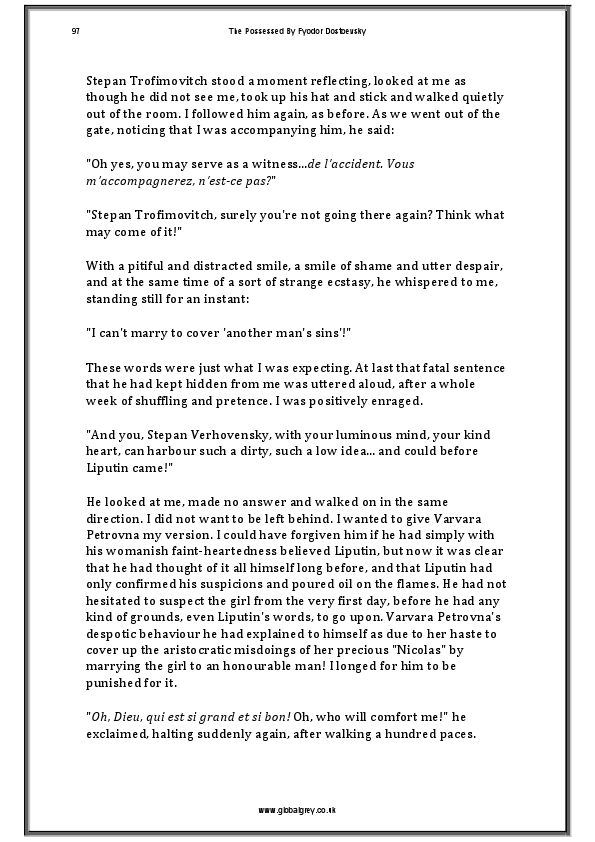 97
The Possessed By Fyodor Dostoevsky
Stepan Trofimovitch stood a moment reflecting, looked at me as
though he did not see me, took up his hat and stick and walked quietly
out of the room. I followed him again, as before. As we went out of the
gate, noticing that I was accompanying him, he said:
"Oh yes, you may serve as a witness...de l'accident. Vous
m'accompagnerez, n'est-ce pas?"
"Stepan Trofimovitch, surely you're not going there again? Think what
may come of it!"
With a pitiful and distracted smile, a smile of shame and utter despair,
and at the same time of a sort of strange ecstasy, he whispered to me,
standing still for an instant:
"I can't marry to cover 'another man's sins'!"
These words were just what I was expecting. At last that fatal sentence
that he had kept hidden from me was uttered aloud, after a whole
week of shuffling and pretence. I was positively enraged.
"And you, Stepan Verhovensky, with your luminous mind, your kind
heart, can harbour such a dirty, such a low idea... and could before
Liputin came!"
He looked at me, made no answer and walked on in the same
direction. I did not want to be left behind. I wanted to give Varvara
Petrovna my version. I could have forgiven him if he had simply with
his womanish faint-heartedness believed Liputin, but now it was clear
that he had thought of it all himself long before, and that Liputin had
only confirmed his suspicions and poured oil on the flames. He had not
hesitated to suspect the girl from the very first day, before he had any
kind of grounds, even Liputin's words, to go upon. Varvara Petrovna's
despotic behaviour he had explained to himself as due to her haste to
cover up the aristocratic misdoings of her precious "Nicolas" by
marrying the girl to an honourable man! I longed for him to be
punished for it.
"Oh, Dieu, qui est si grand et si bon! Oh, who will comfort me!" he
exclaimed, halting suddenly again, after walking a hundred paces.
www.globalgrey.co.uk